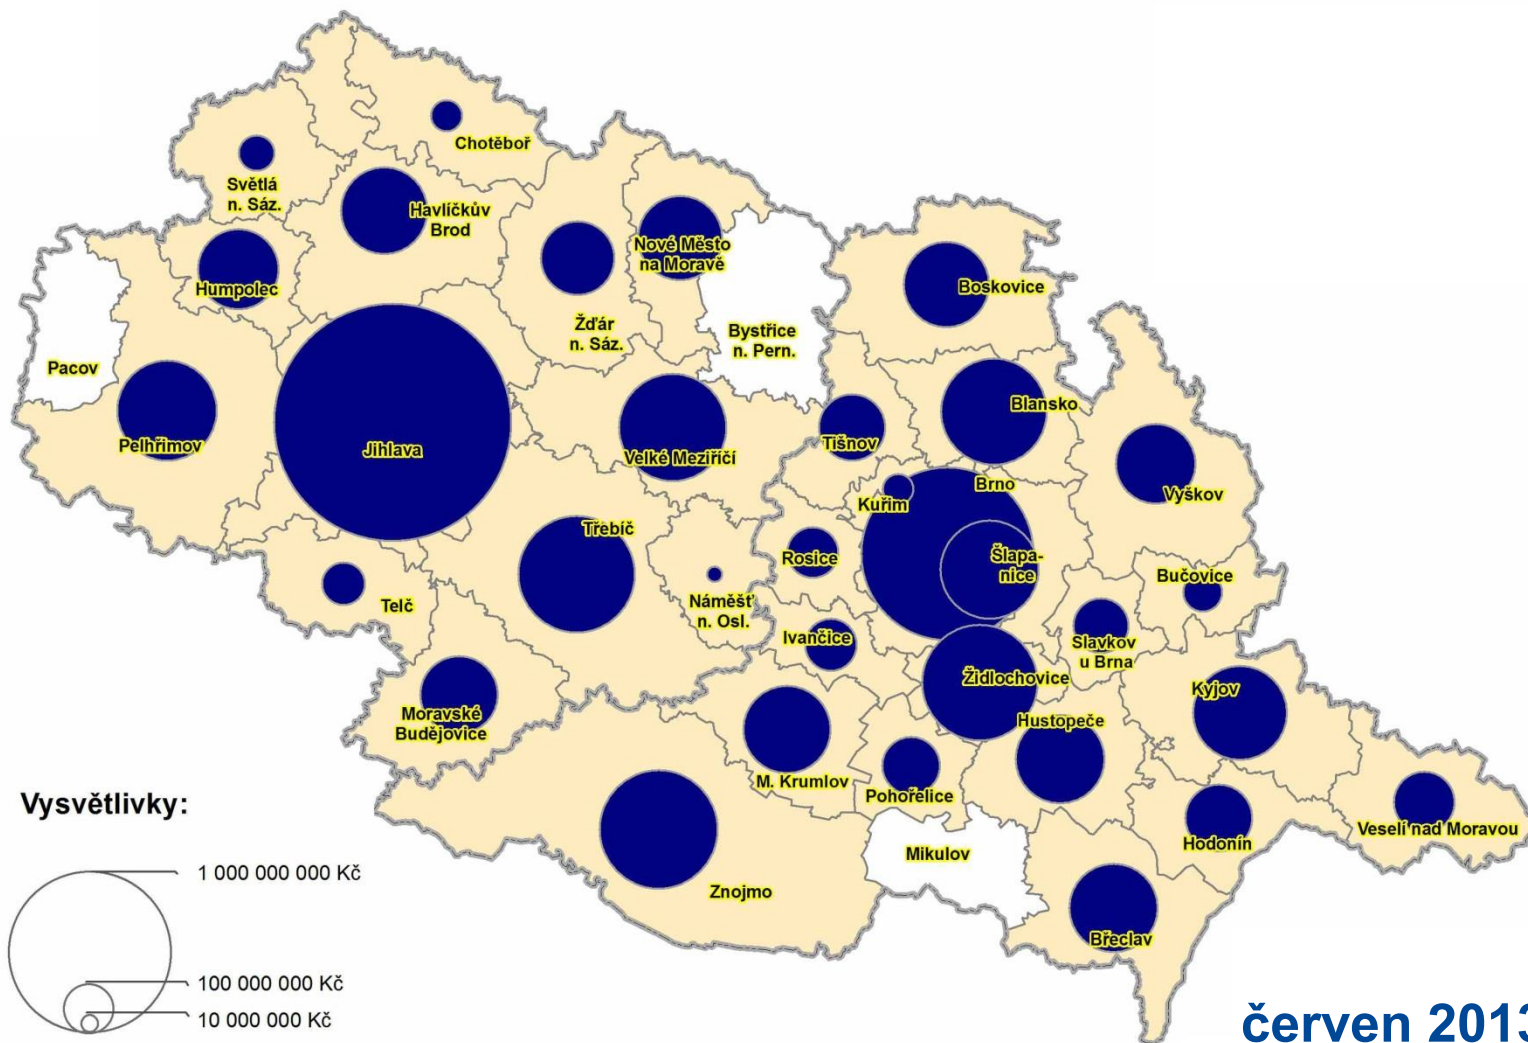 Chotěboř
Světlá
n. Sáz.
Havlíčkův
Brod
Nové Město
na Moravě
Humpolec
Boskovice
Žďár
n. Sáz.
Bystřice
n. Pern.
Pacov
Blansko
Pelhřimov
Jihlava
Velké Meziříčí
Tišnov
Vyškov
Brno
Kuřim
Třebíč
Rosice
Šlapa-
nice
Bučovice
Telč
Náměšť
n. Osl.
Ivančice
Slavkov
u Brna
Židlochovice
Kyjov
Moravské
Budějovice
Hustopeče
M. Krumlov
Pohořelice
Veselí nad Moravou
Hodonín
Mikulov
Znojmo
Břeclav
Vysvětlivky:
1 000 000 000 Kč
100 000 000 Kč
10 000 000 Kč
červen 2013